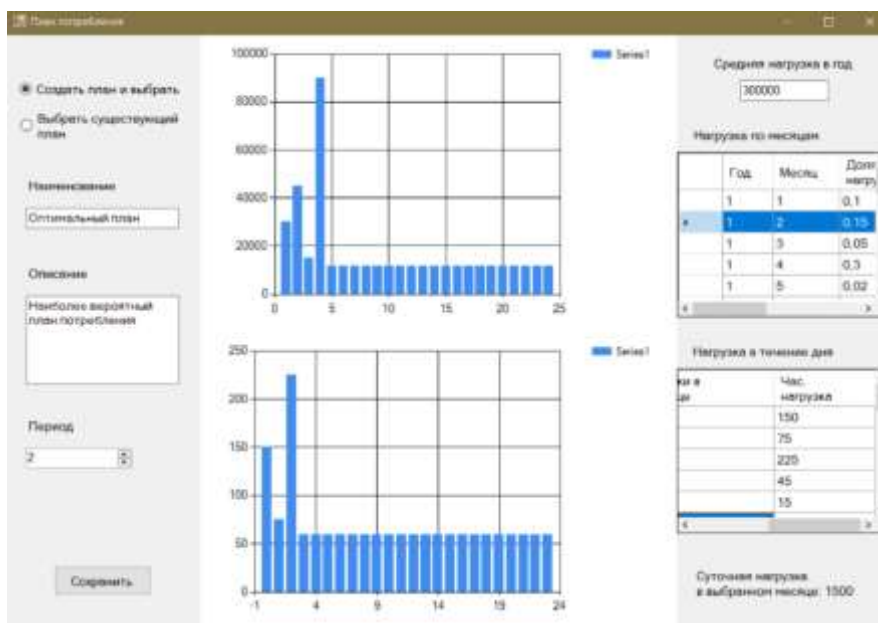 План потребления
Создать план и выбрать
Выбрать существующий
план
Наименование
Оптимальный план
Описание
Наиболее вероятный
план потребления
Период
2
Сохранить
100000
80000
60000
40000
20000
0
0 5 10 15 20 25
Series1
250
200
150
100
50
0
-1 4 9 14 19 24
Series1
Средняя нагрузка в год
300000
Нагрузка по месяцам
Год Месяц Доля
нагру
1 1 0.1
1 2 0.15
1 3 0.05
1 4 0.3
1 5 0.02
Нагрузка в течение дня
ки в Час.
нагрузка
150
75
225
45
15
Суточная нагрузка
в выбранном месяце: 1500